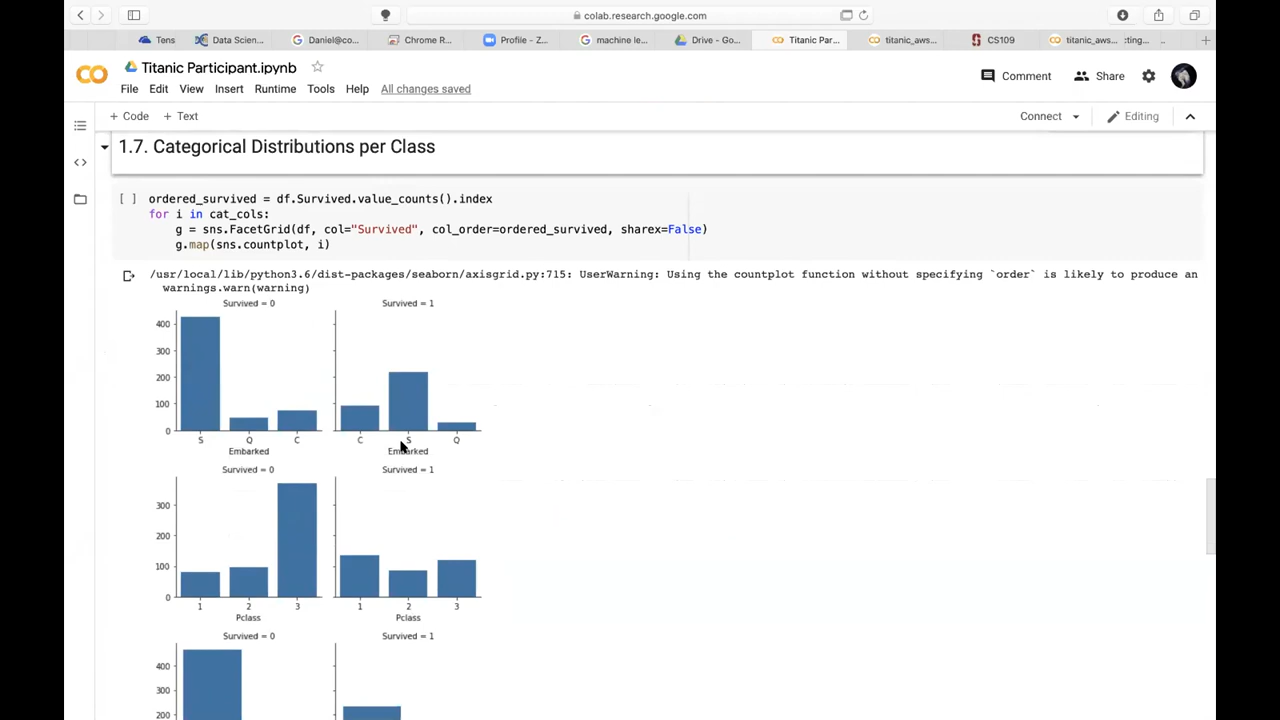 colab.research.google.com
Tens
Data Scien...
Daniel@co...
Chrome R...
Profile - Z...
machine le...
Drive - Go...
Titanic Par...
titanic_aws...
CS109
titanic_aws... :ting...
Titanic Participant.ipynb
File Edit View Insert Runtime Tools Help All changes saved
Comment
Share
+ Code + Text
Connect
Editing
1.7. Categorical Distributions per Class
[ ] ordered_survived = df.Survived.value_counts().index
for i in cat_cols:
g = sns.FacetGrid(df, col="Survived", col_order=ordered_survived, sharex=False)
g.map(sns.countplot, i)
/usr/local/lib/python3.6/dist-packages/seaborn/axisgrid.py:715: UserWarning: Using the countplot function without specifying `order` is likely to produce an
warnings.warn(warning)
Survived = 0 Survived = 1
400
300
200
100
0
S Q C C S Q
Embarked Embarked
Survived = 0 Survived = 1
300
200
100
0
1 2 3 1 2 3
Pclass Pclass
Survived = 0 Survived = 1
400
300
200